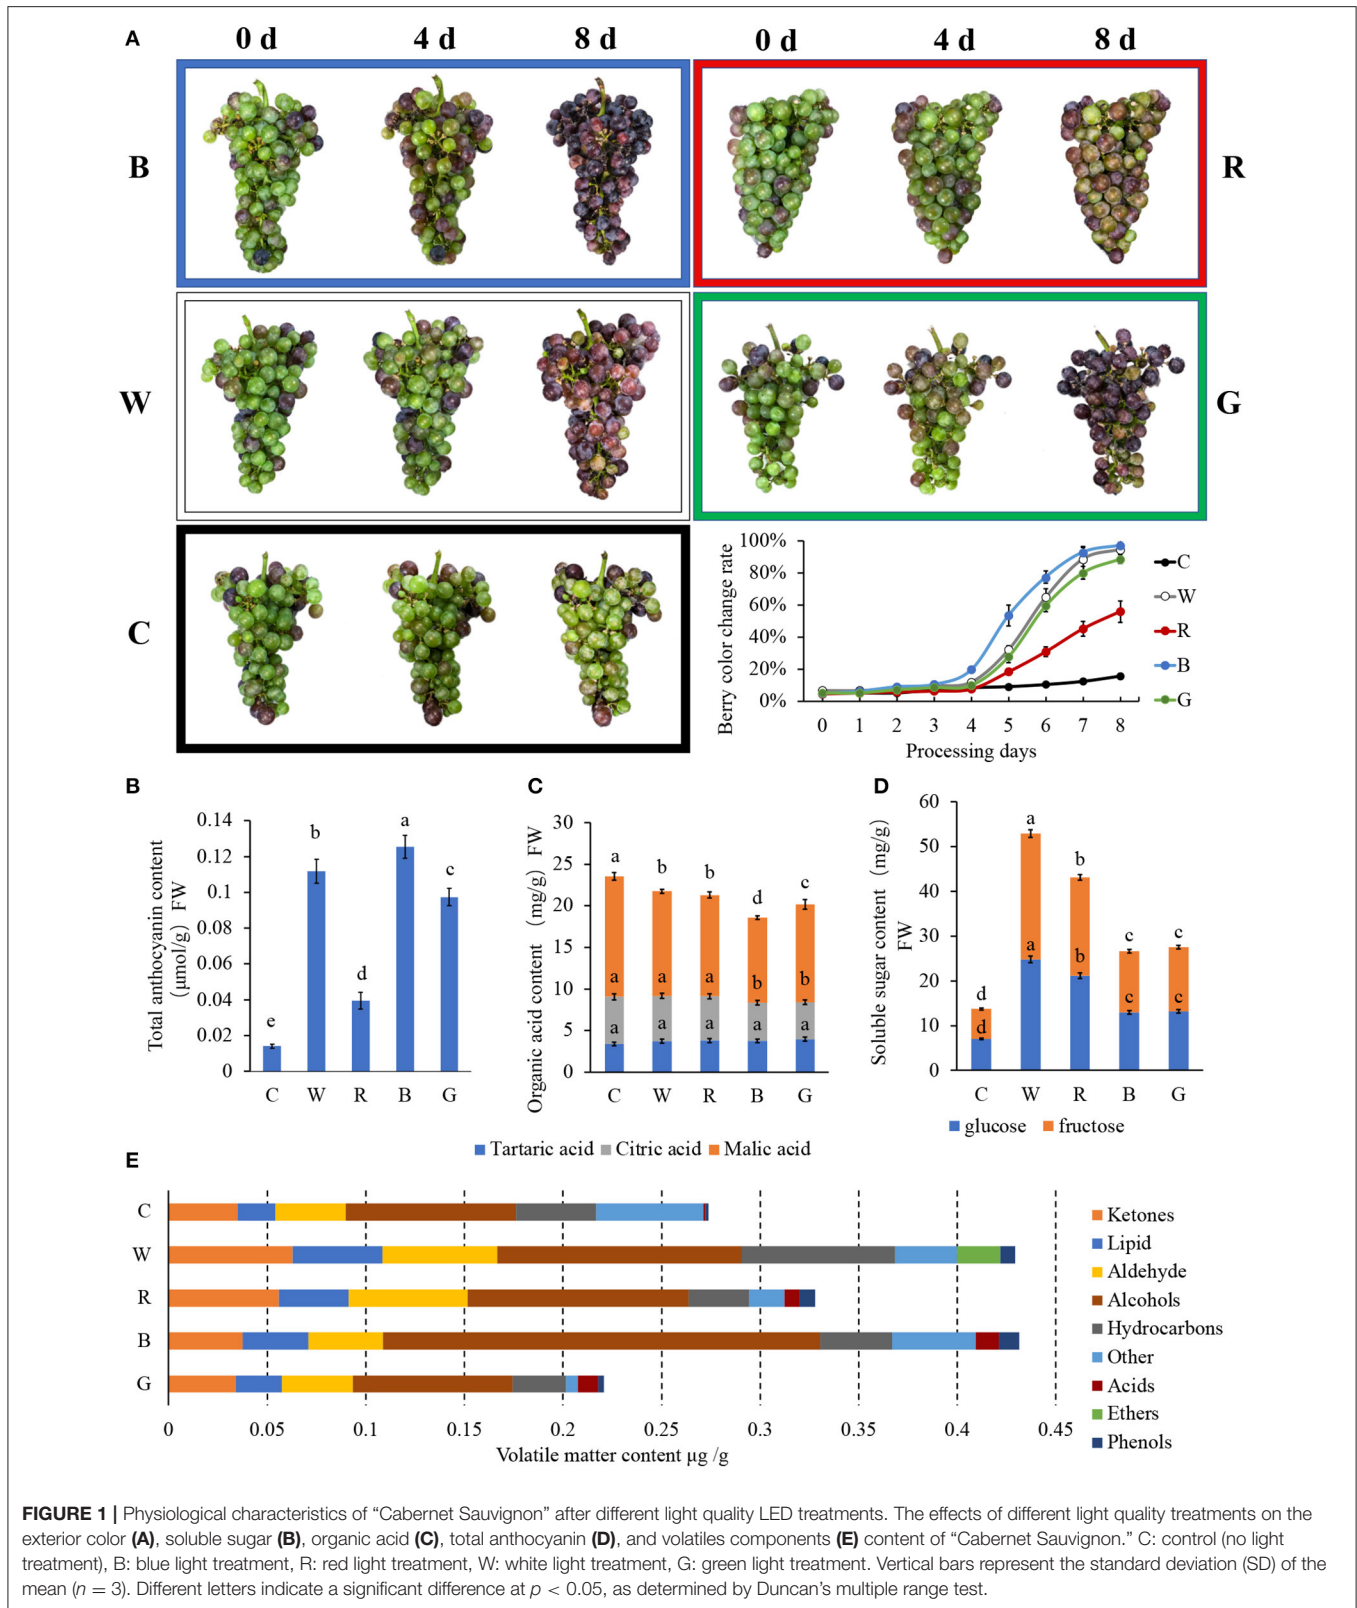 A
0 d 4 d 8 d 0 d 4 d 8 d
B
R
W
G
C
Berry color change rate
100%
80%
60%
40%
20%
0%
0 1 2 3 4 5 6 7 8
Processing days
C
W
R
B
G
B
Total anthocyanin content
(μmol/g) FW
0.14
0.12
0.1
0.08
0.06
0.04
0.02
0
e b d a c
C W R B G
C
Organic acid content (mg/g) FW
30
25
20
15
10
5
0
a b b d c
a a a b b
a a a a a
C W R B G
Tartaric acid Citric acid Malic acid
D
Soluble sugar content (mg/g)
FW
60
50
40
30
20
10
0
d a b c c
d a b c c
C W R B G
glucose fructose
E
C
W
R
B
G
0 0.05 0.1 0.15 0.2 0.25 0.3 0.35 0.4 0.45
Volatile matter content μg /g
Ketones
Lipid
Aldehyde
Alcohols
Hydrocarbons
Other
Acids
Ethers
Phenols
FIGURE 1 | Physiological characteristics of “Cabernet Sauvignon” after different light quality LED treatments. The effects of different light quality treatments on the
exterior color (A), soluble sugar (B), organic acid (C), total anthocyanin (D), and volatiles components (E) content of “Cabernet Sauvignon.” C: control (no light
treatment), B: blue light treatment, R: red light treatment, W: white light treatment, G: green light treatment. Vertical bars represent the standard deviation (SD) of the
mean (n = 3). Different letters indicate a significant difference at p < 0.05, as determined by Duncan’s multiple range test.